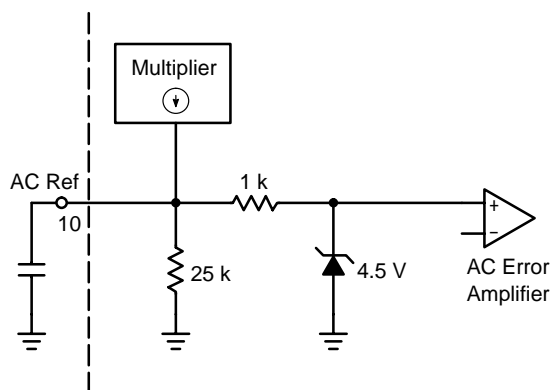 Multiplier
AC Ref
10
1 k
25 k
4.5 V
+
−
AC Error
Amplifier